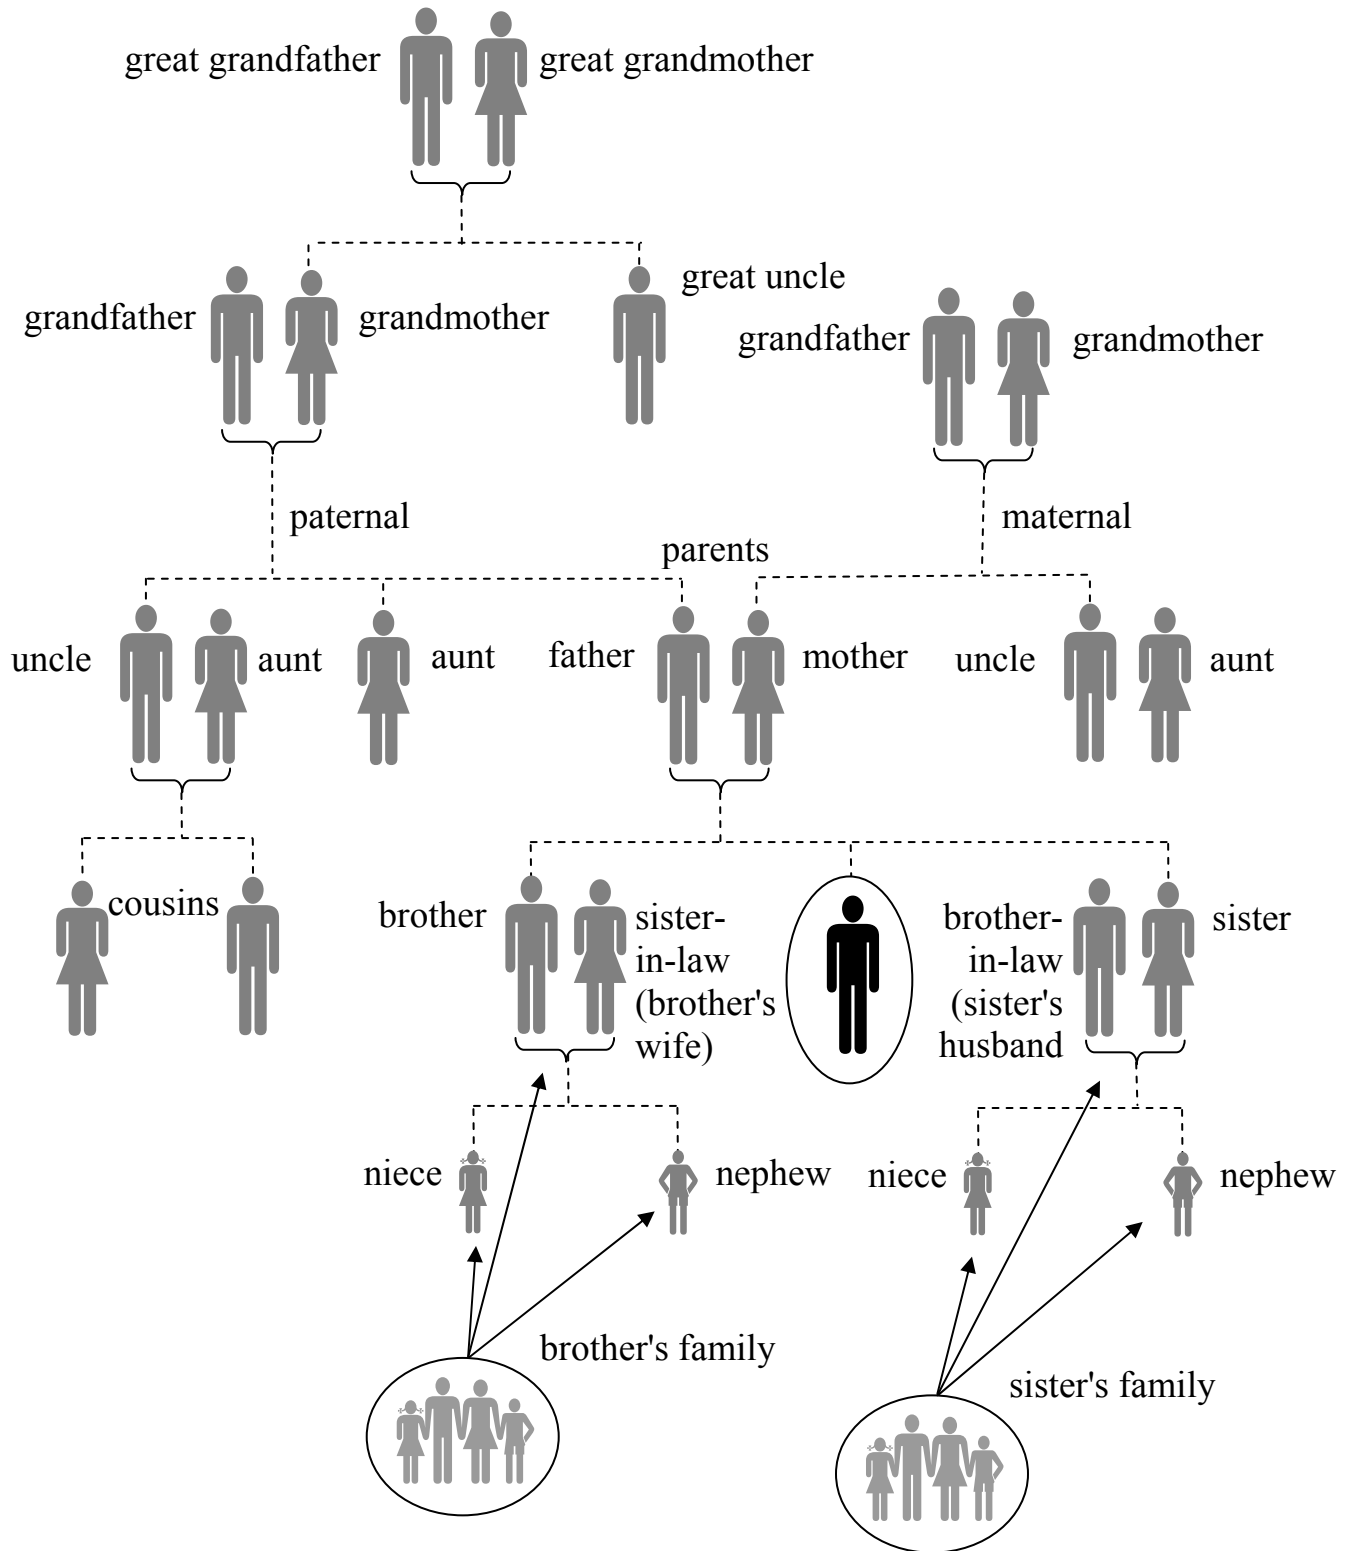 great grandfather
great grandmother
great uncle
grandfather
grandmother
grandfather
grandmother
paternal
maternal
parents
uncle
aunt
aunt
father
mother
uncle
aunt
cousins
brother
sister-
in-law
(brother's
wife)
brother-
in-law
(sister's
husband
sister
niece
nephew
niece
nephew
brother's family
sister's family